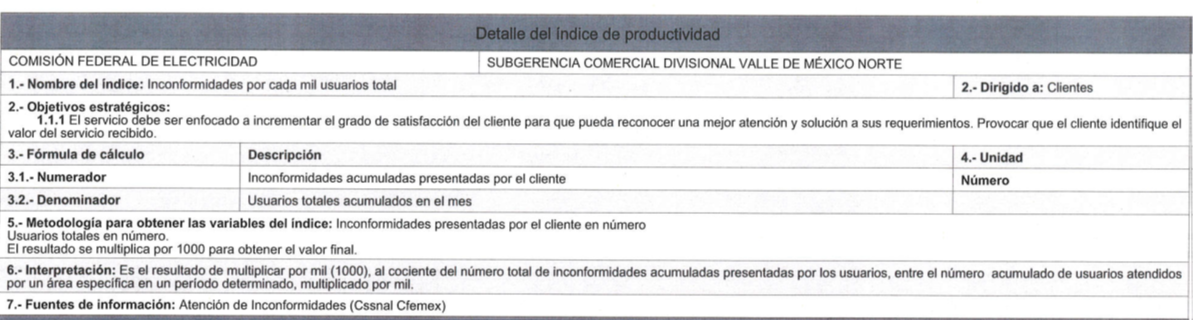 Detalle del índice de productividad
COMISIÓN FEDERAL DE ELECTRICIDAD SUBGERENCIA COMERCIAL DIVISIONAL VALLE DE MÉXICO NORTE
1.- Nombre del índice: Inconformidades por cada mil usuarios total 2.- Dirigido a: Clientes
2.- Objetivos estratégicos:
1.1.1 El servicio debe ser enfocado a incrementar el grado de satisfacción del cliente para que pueda reconocer una mejor atención y solución a sus requerimientos. Provocar que el cliente identifique el
valor del servicio recibido.
3.- Fórmula de cálculo Descripción 4.- Unidad
3.1.- Numerador Inconformidades acumuladas presentadas por el cliente Número
3.2.- Denominador Usuarios totales acumulados en el mes
5.- Metodología para obtener las variables del índice: Inconformidades presentadas por el cliente en número
Usuarios totales en número.
El resultado se multiplica por 1000 para obtener el valor final.
6.- Interpretación: Es el resultado de multiplicar por mil (1000), al cociente del número total de inconformidades acumuladas presentadas por los usuarios, entre el número acumulado de usuarios atendidos
por un área específica en un período determinado, multiplicado por mil.
7.- Fuentes de información: Atención de Inconformidades (Cssnal Cfemex)